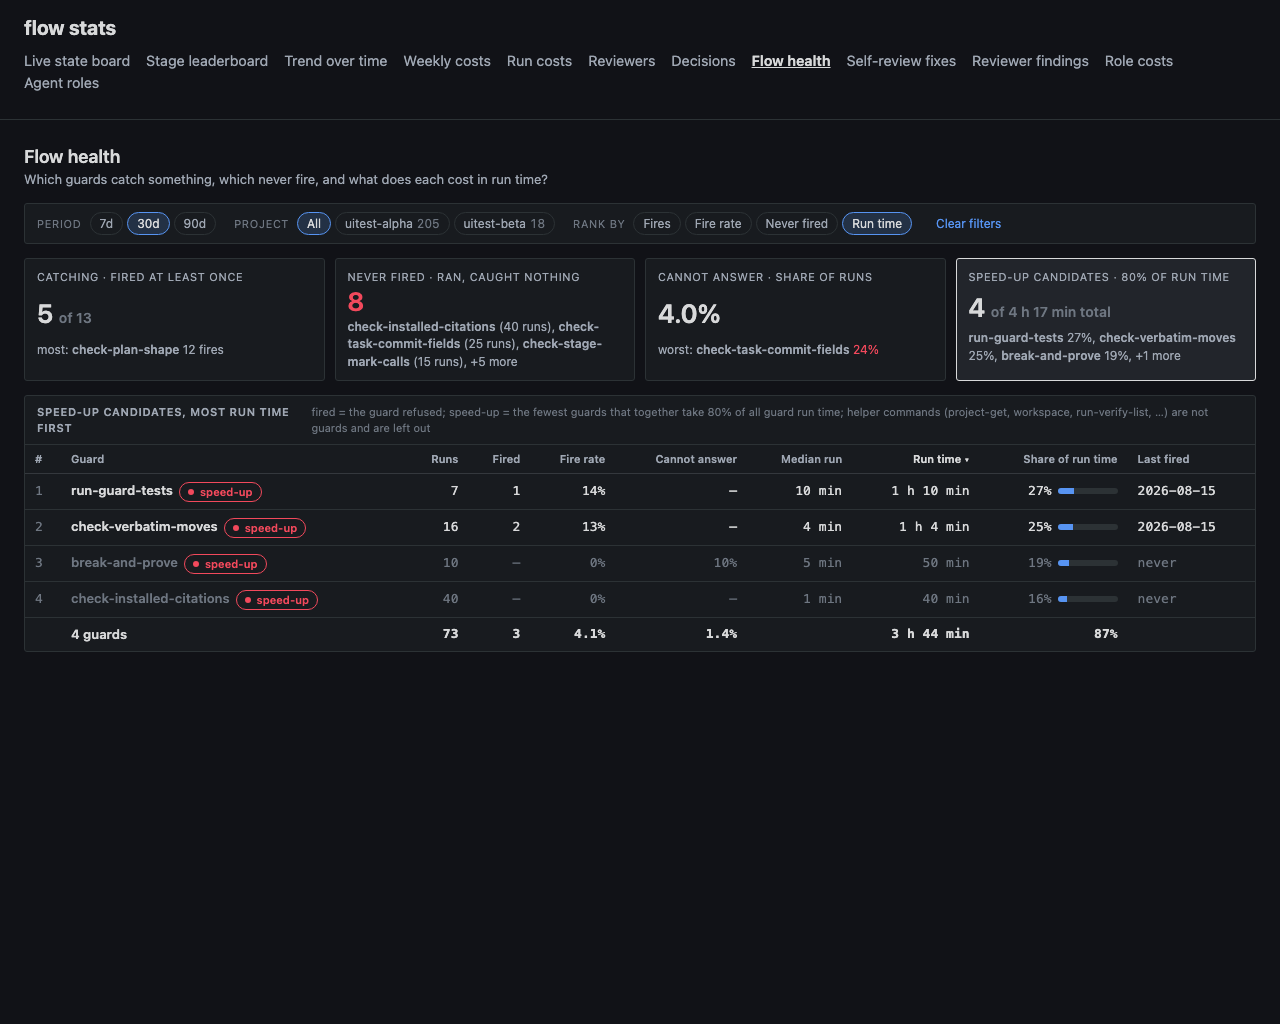 flow stats
Live state board Stage leaderboard Trend over time Weekly costs Run costs Reviewers Decisions Flow health Self-review fixes Reviewer findings Role costs
Agent roles
Flow health
Which guards catch something, which never fire, and what does each cost in run time?
PERIOD 7d 30d 90d PROJECT All uitest-alpha 205 uitest-beta 18 RANK BY Fires Fire rate Never fired Run time Clear filters
CATCHING · FIRED AT LEAST ONCE
5 of 13
most: check-plan-shape 12 fires
NEVER FIRED · RAN, CAUGHT NOTHING
8
check-installed-citations (40 runs), check-
task-commit-fields (25 runs), check-stage-
mark-calls (15 runs), +5 more
CANNOT ANSWER · SHARE OF RUNS
4.0%
worst: check-task-commit-fields 24%
SPEED-UP CANDIDATES · 80% OF RUN TIME
4 of 4 h 17 min total
run-guard-tests 27%, check-verbatim-moves
25%, break-and-prove 19%, +1 more
SPEED-UP CANDIDATES, MOST RUN TIME
FIRST
fired = the guard refused; speed-up = the fewest guards that together take 80% of all guard run time; helper commands (project-get, workspace, run-verify-list, …) are not
guards and are left out
# Guard Runs Fired Fire rate Cannot answer Median run Run time ▾ Share of run time Last fired
1 run-guard-tests ● speed-up 7 1 14% — 10 min 1 h 10 min 27% 2026-08-15
2 check-verbatim-moves ● speed-up 16 2 13% — 4 min 1 h 4 min 25% 2026-08-15
3 break-and-prove ● speed-up 10 — 0% 10% 5 min 50 min 19% never
4 check-installed-citations ● speed-up 40 — 0% — 1 min 40 min 16% never
4 guards 73 3 4.1% 1.4% 3 h 44 min 87%